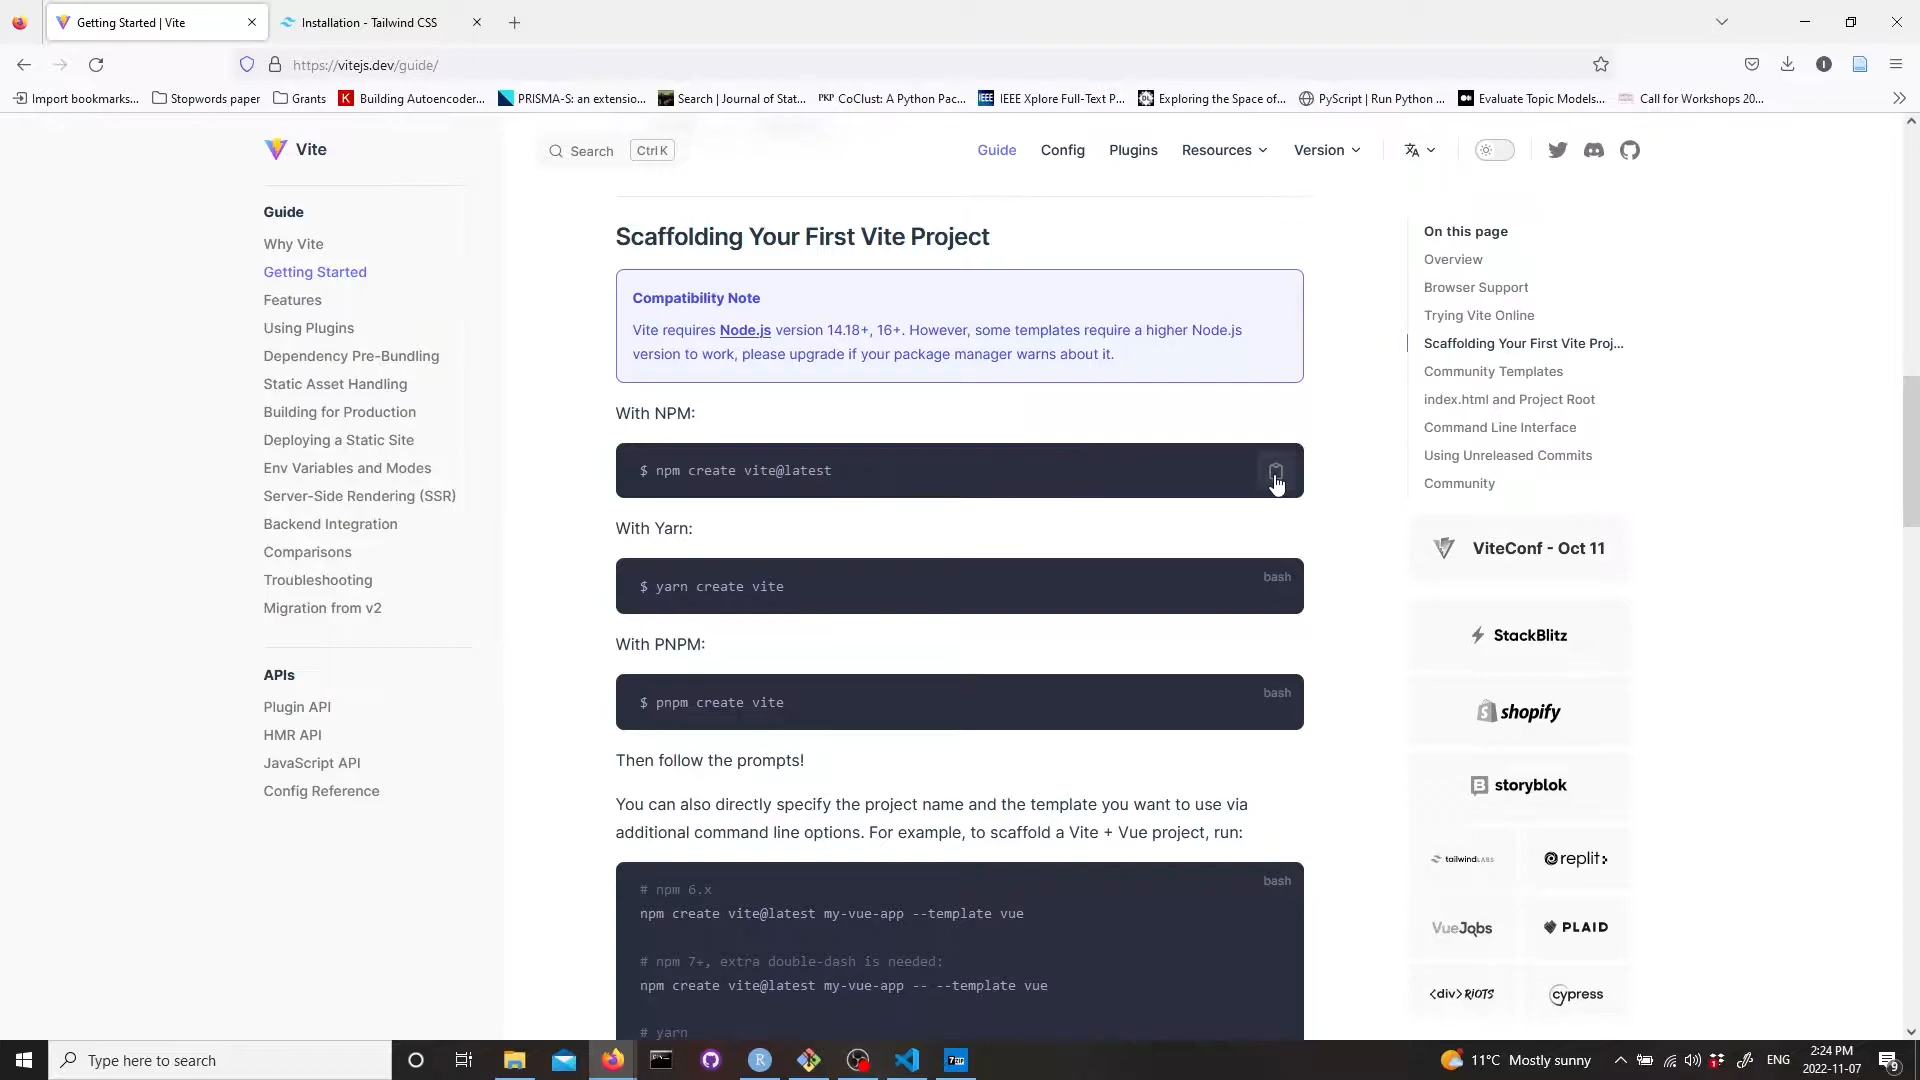 Getting Started | Vite
Installation - Tailwind CSS
https://vitejs.dev/guide/
Import bookmarks...
Stopwords paper
Grants
K
Building Autoencoder...
PRISMA-S: an extensio...
Search | Journal of Stat...
PKP
CoClust: A Python Pac...
IEEE
IEEE Xplore Full-Text P...
Exploring the Space of...
PyScript | Run Python ...
Evaluate Topic Models...
Call for Workshops 20...
Vite
Search
Ctrl K
Guide
Config
Plugins
Resources
Version
Guide
Why Vite
Getting Started
Features
Using Plugins
Dependency Pre-Bundling
Static Asset Handling
Building for Production
Deploying a Static Site
Env Variables and Modes
Server-Side Rendering (SSR)
Backend Integration
Comparisons
Troubleshooting
Migration from v2
APIs
Plugin API
HMR API
JavaScript API
Config Reference
Scaffolding Your First Vite Project
Compatibility Note
Vite requires Node.js version 14.18+, 16+. However, some templates require a higher Node.js
version to work, please upgrade if your package manager warns about it.
With NPM:
$ npm create vite@latest
With Yarn:
bash
$ yarn create vite
With PNPM:
bash
$ pnpm create vite
Then follow the prompts!
You can also directly specify the project name and the template you want to use via
additional command line options. For example, to scaffold a Vite + Vue project, run:
bash
# npm 6.x
npm create vite@latest my-vue-app --template vue
# npm 7+, extra double-dash is needed:
npm create vite@latest my-vue-app -- --template vue
# yarn
On this page
Overview
Browser Support
Trying Vite Online
Scaffolding Your First Vite Proj...
Community Templates
index.html and Project Root
Command Line Interface
Using Unreleased Commits
Community
ViteConf - Oct 11
StackBlitz
shopify
storyblok
tailwindLABS
replit
VueJobs
PLAID
<div>RIOTS
cypress
Type here to search
R
11°C Mostly sunny
ENG
2:24 PM
2022-11-07
9